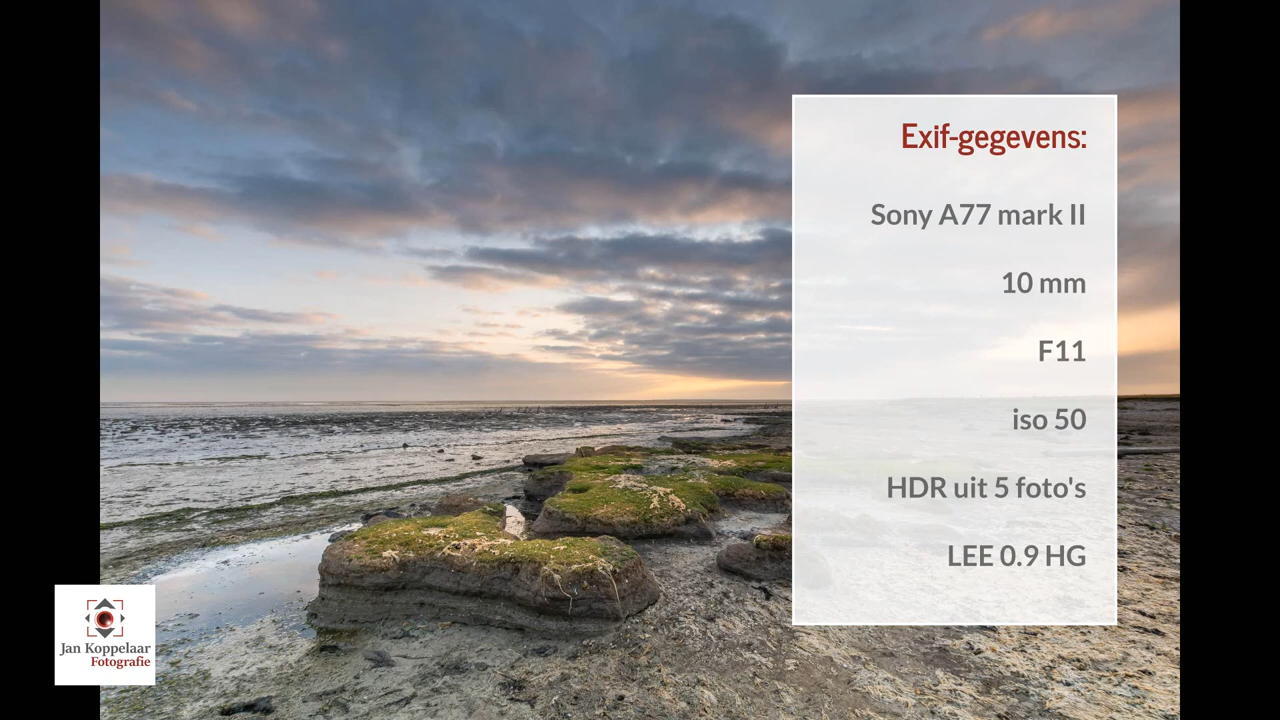 Exif-gegevens:
Sony A77 mark II
10 mm
F11
iso 50
HDR uit 5 foto's
LEE 0.9 HG
Jan Koppelaar
Fotografie